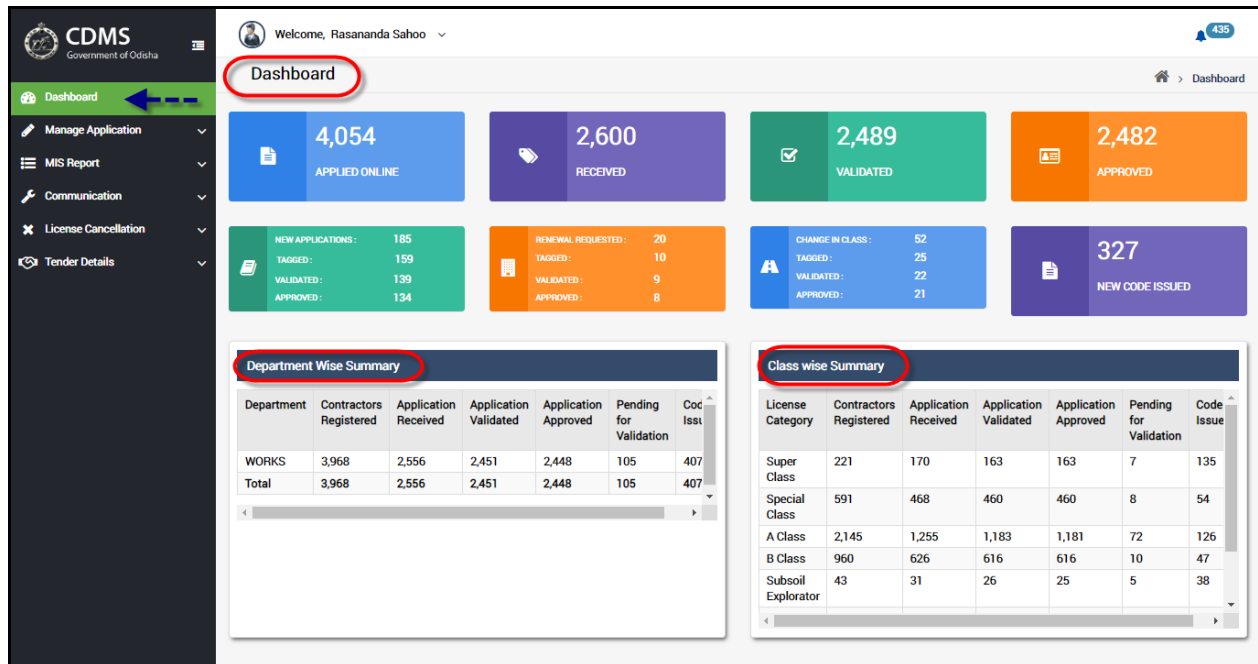 CDMS
Government of Odisha
Welcome, Rasananda Sahoo
435
Dashboard
Dashboard
Dashboard
Manage Application
MIS Report
Communication
License Cancellation
Tender Details
4,054
APPLIED ONLINE
2,600
RECEIVED
2,489
VALIDATED
2,482
APPROVED
NEW APPLICATIONS : 185
TAGGED : 159
VALIDATED : 139
APPROVED : 134
RENEWAL REQUESTED : 20
TAGGED : 10
VALIDATED : 9
APPROVED : 8
CHANGE IN CLASS : 52
TAGGED : 25
VALIDATED : 22
APPROVED : 21
327
NEW CODE ISSUED
Department Wise Summary
Department Contractors Application Application Application Pending Cod
Registered Received Validated Approved for Issu
Validation
WORKS 3,968 2,556 2,451 2,448 105 407
Total 3,968 2,556 2,451 2,448 105 407
Class wise Summary
License Contractors Application Application Application Pending Code
Category Registered Received Validated Approved for Issue
Validation
Super 221 170 163 163 7 135
Class
Special 591 468 460 460 8 54
Class
A Class 2,145 1,255 1,183 1,181 72 126
B Class 960 626 616 616 10 47
Subsoil 43 31 26 25 5 38
Explorator